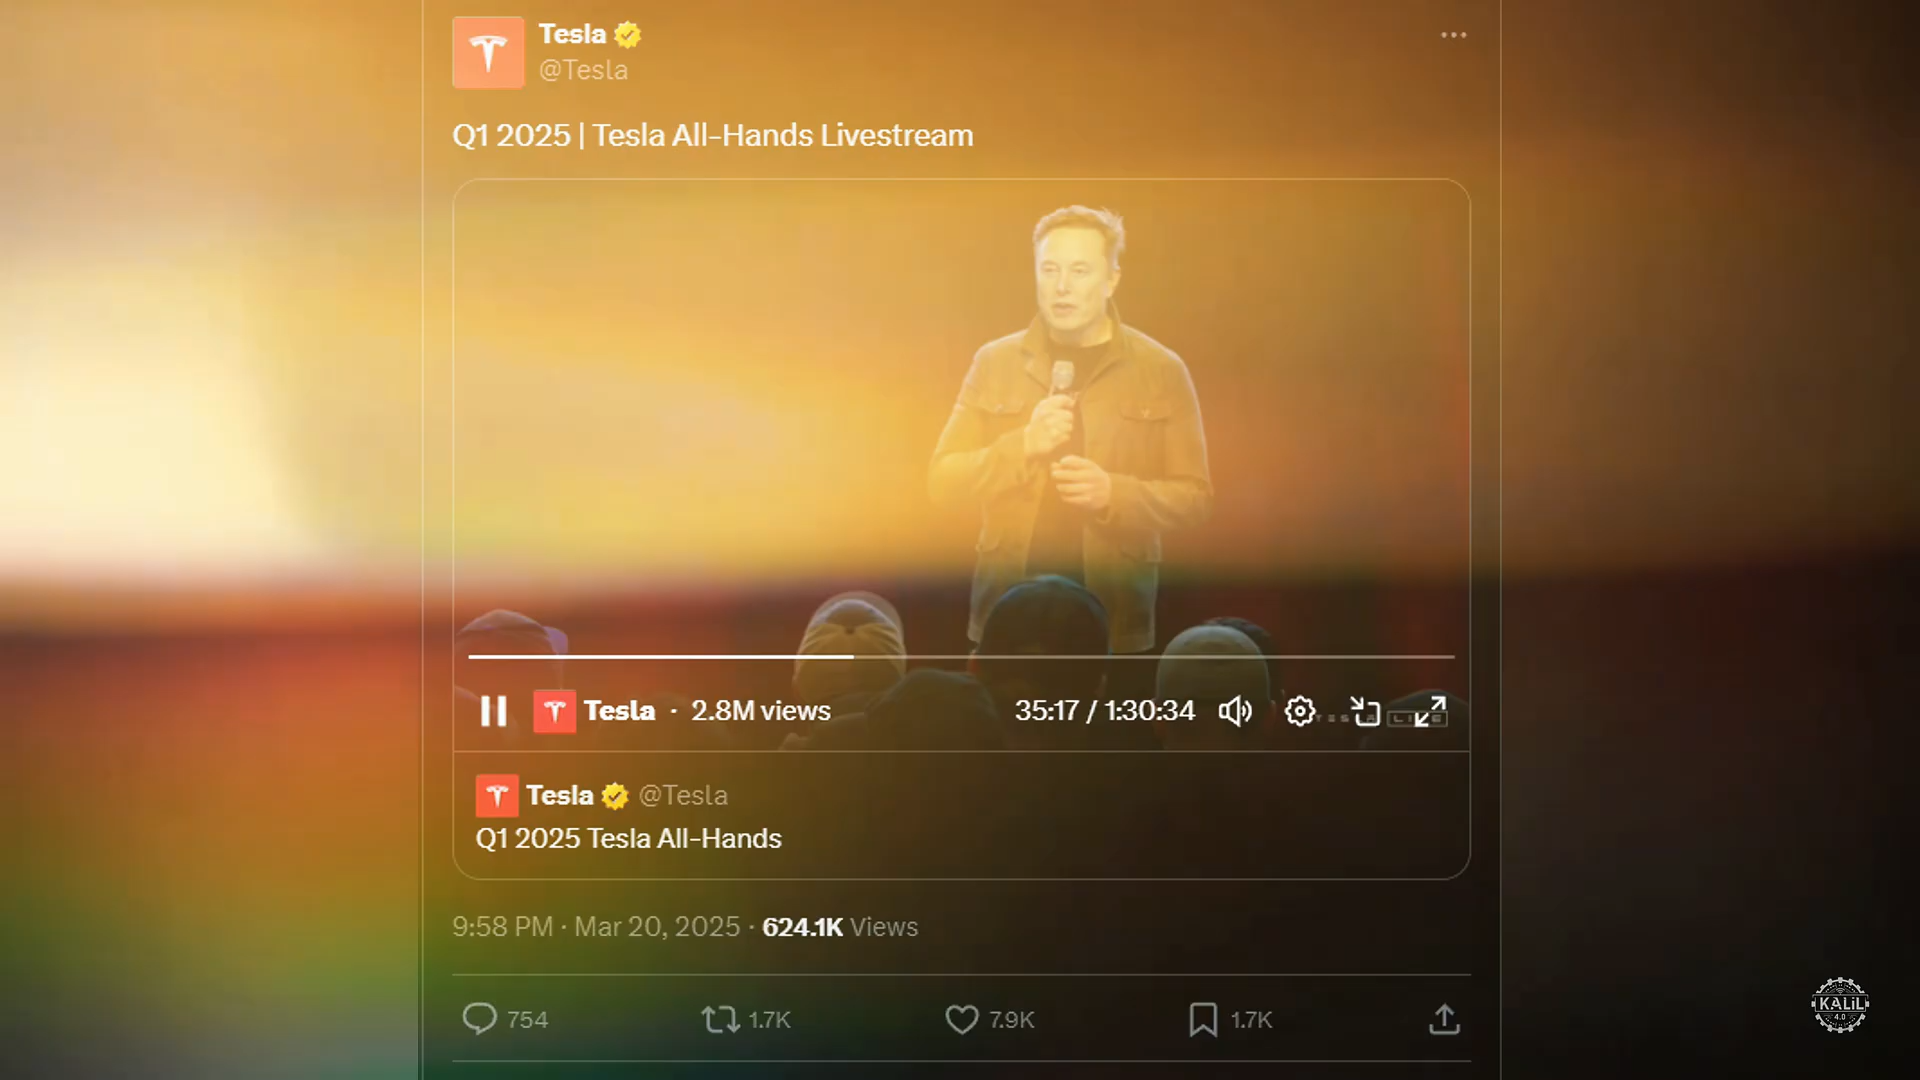 Tesla
@Tesla
Q1 2025 | Tesla All-Hands Livestream
Tesla · 2.8M views
35:17 / 1:30:34
Tesla @Tesla
Q1 2025 Tesla All-Hands
9:58 PM · Mar 20, 2025 · 624.1K Views
754
1.7K
7.9K
1.7K
KALIL
4.0